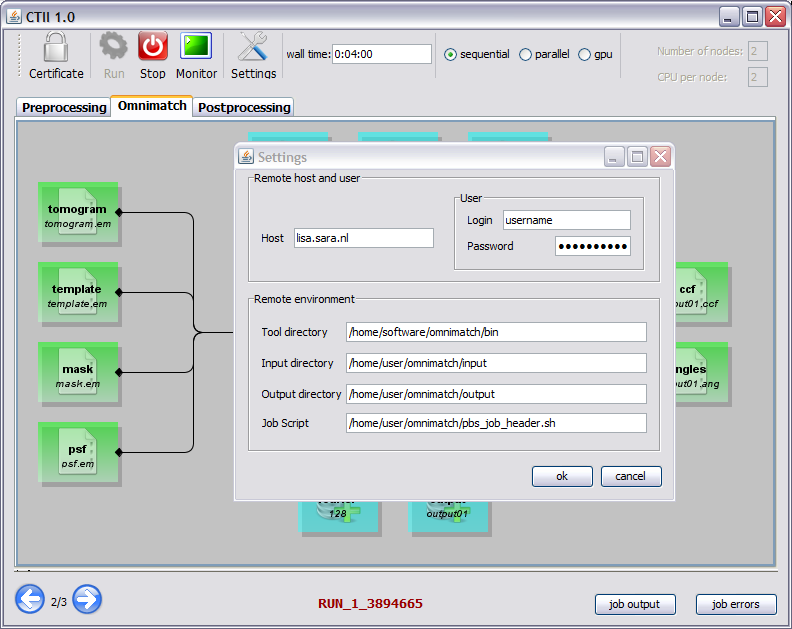 CTII 1.0
Certificate
Run
Stop
Monitor
Settings
wall time: 0:04:00
sequential
parallel
gpu
Number of nodes: 2
CPU per node: 2
Preprocessing
Omnimatch
Postprocessing
tomogram
tomogram.em
template
template.em
mask
mask.em
psf
psf.em
Settings
Remote host and user
Host lisa.sara.nl
User
Login username
Password ●●●●●●●●●●
Remote environment
Tool directory /home/software/omnimatch/bin
Input directory /home/user/omnimatch/input
Output directory /home/user/omnimatch/output
Job Script /home/user/omnimatch/pbs_job_header.sh
ok
cancel
ccf
put01.ccf
ngles
put01.ang
128
output01
2/3
RUN_1_3894665
job output
job errors